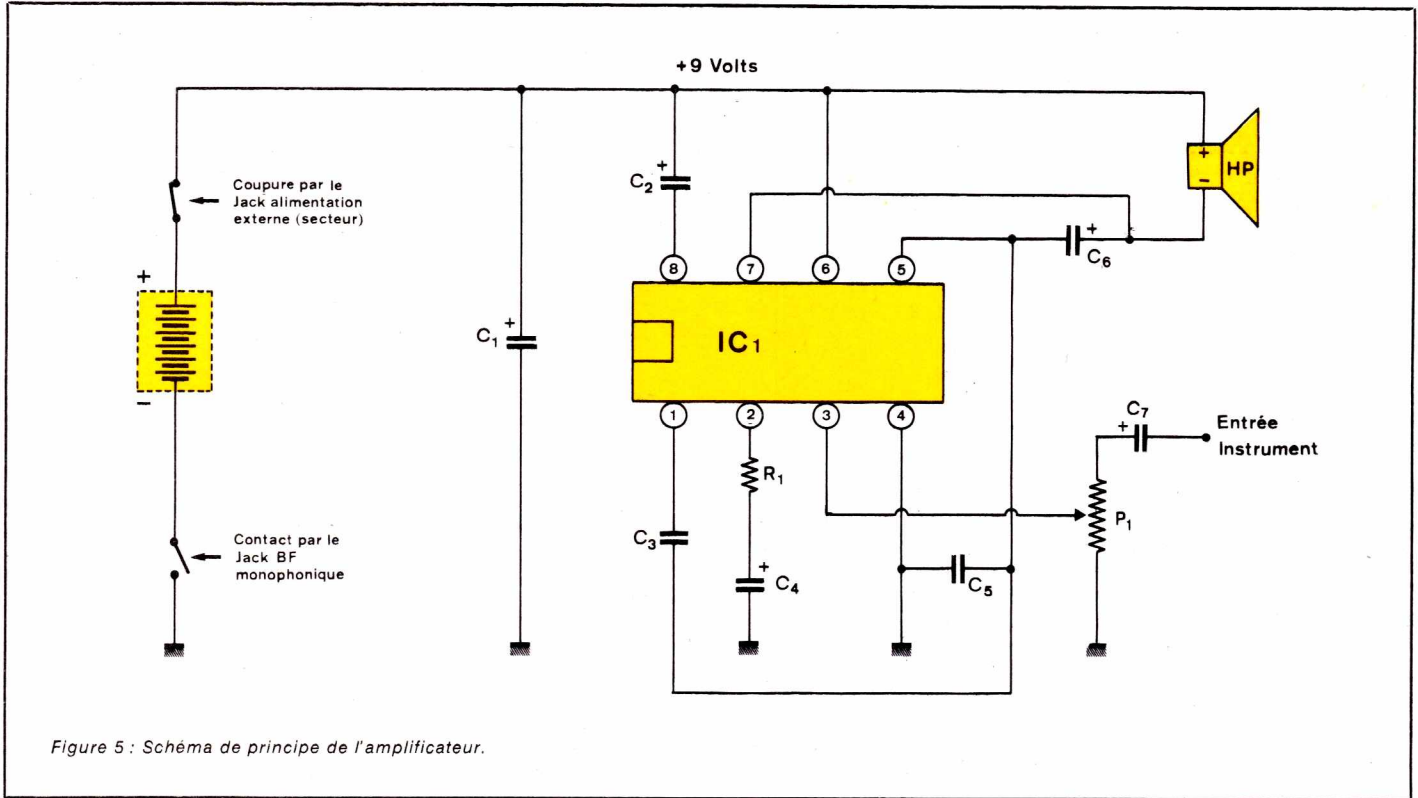 +9 Volts
Coupure par le
Jack alimentation
externe (secteur)
+
−
Contact par le
Jack BF
monophonique
C1
+
C2
+
8
7
6
5
IC1
1
2
3
4
C3
R1
C4
+
C5
C6
+
+
−
HP
C7
+
Entrée
Instrument
P1
Figure 5 : Schéma de principe de l'amplificateur.